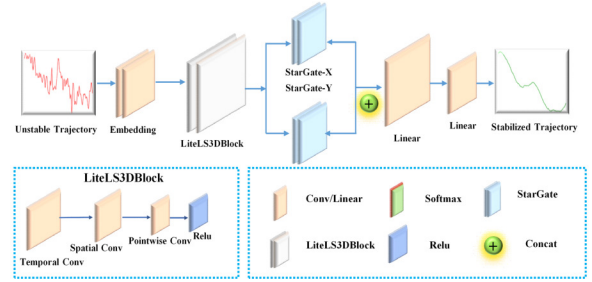 StarGate-X
StarGate-Y
Unstable Trajectory
Embedding
LiteLS3DBlock
Linear
Linear
Stabilized Trajectory
LiteLS3DBlock
Temporal Conv
Spatial Conv
Pointwise Conv
Relu
Conv/Linear
Softmax
StarGate
LiteLS3DBlock
Relu
Concat